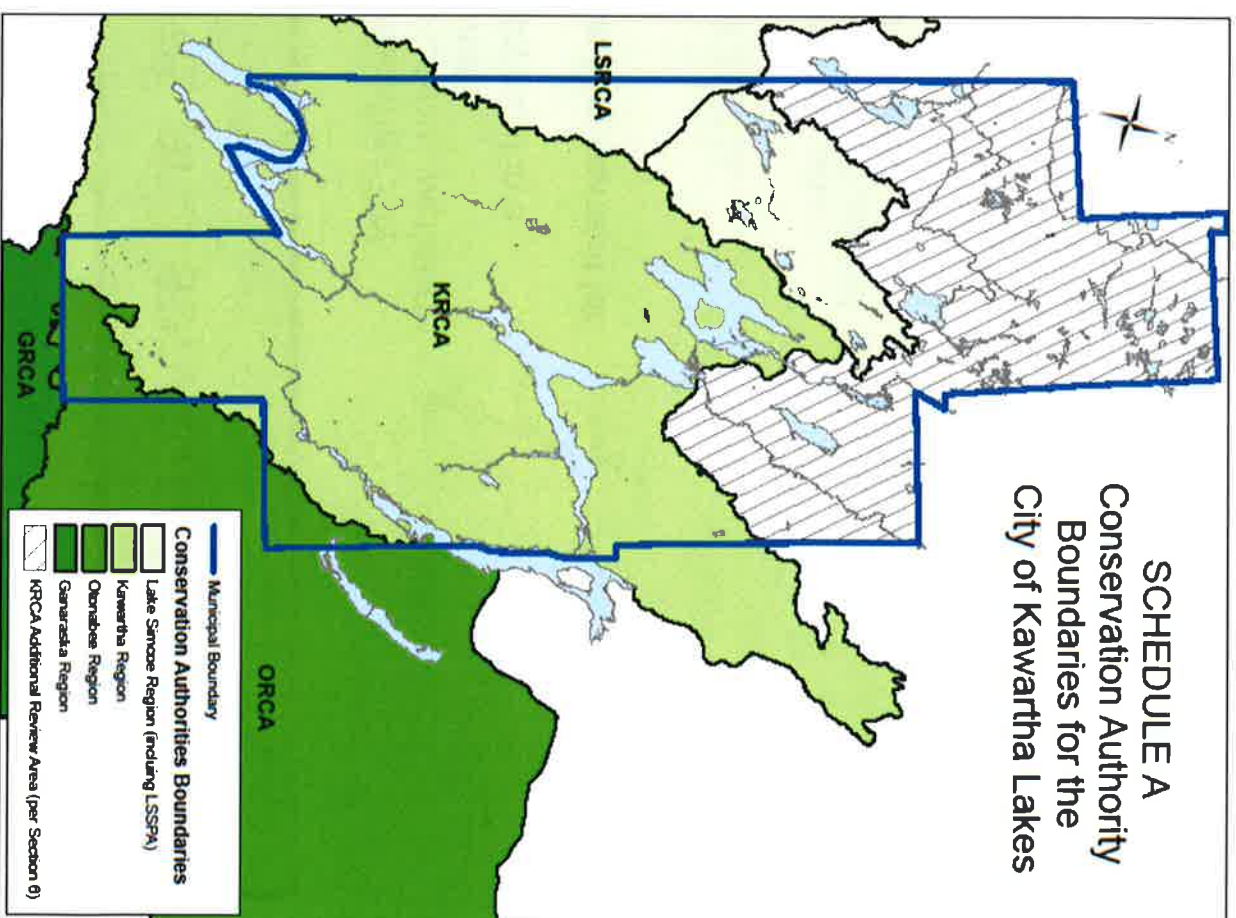 SCHEDULE A
Conservation Authority
Boundaries for the
City of Kawartha Lakes
N
LSRCA
KRCA
GRCA
ORCA
Municipal Boundary
Conservation Authorities Boundaries
Lake Simcoe Region (incluing LSSPA)
Kawartha Region
Otonabee Region
Ganaraska Region
KRCA Additional Review Area (per Section 6)